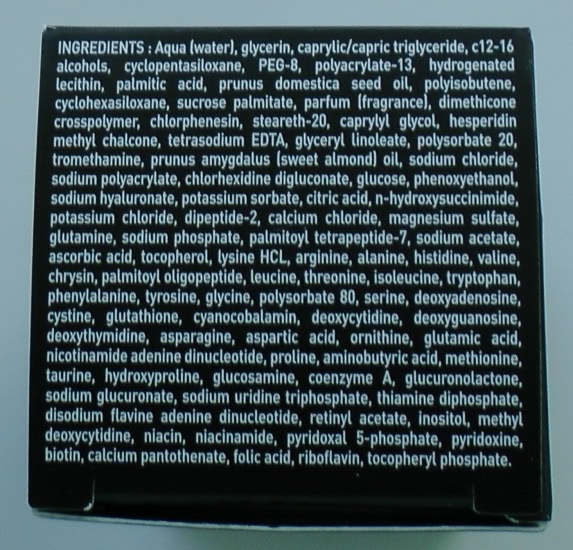 INGREDIENTS : Aqua (water), glycerin, caprylic/capric triglyceride, c12-16
alcohols, cyclopentasiloxane, PEG-8, polyacrylate-13, hydrogenated
lecithin, palmitic acid, prunus domestica seed oil, polyisobutene,
cyclohexasiloxane, sucrose palmitate, parfum (fragrance), dimethicone
crosspolymer, chlorphenesin, steareth-20, caprylyl glycol, hesperidin
methyl chalcone, tetrasodium EDTA, glyceryl linoleate, polysorbate 20,
tromethamine, prunus amygdalus (sweet almond) oil, sodium chloride,
sodium polyacrylate, chlorhexidine digluconate, glucose, phenoxyethanol,
sodium hyaluronate, potassium sorbate, citric acid, n-hydroxysuccinimide,
potassium chloride, dipeptide-2, calcium chloride, magnesium sulfate,
glutamine, sodium phosphate, palmitoyl tetrapeptide-7, sodium acetate,
ascorbic acid, tocopherol, lysine HCL, arginine, alanine, histidine, valine,
chrysin, palmitoyl oligopeptide, leucine, threonine, isoleucine, tryptophan,
phenylalanine, tyrosine, glycine, polysorbate 80, serine, deoxyadenosine,
cystine, glutathione, cyanocobalamin, deoxycytidine, deoxyguanosine,
deoxythymidine, asparagine, aspartic acid, ornithine, glutamic acid,
nicotinamide adenine dinucleotide, proline, aminobutyric acid, methionine,
taurine, hydroxyproline, glucosamine, coenzyme A, glucuronolactone,
sodium glucuronate, sodium uridine triphosphate, thiamine diphosphate,
disodium flavine adenine dinucleotide, retinyl acetate, inositol, methyl
deoxycytidine, niacin, niacinamide, pyridoxal 5-phosphate, pyridoxine,
biotin, calcium pantothenate, folic acid, riboflavin, tocopheryl phosphate.